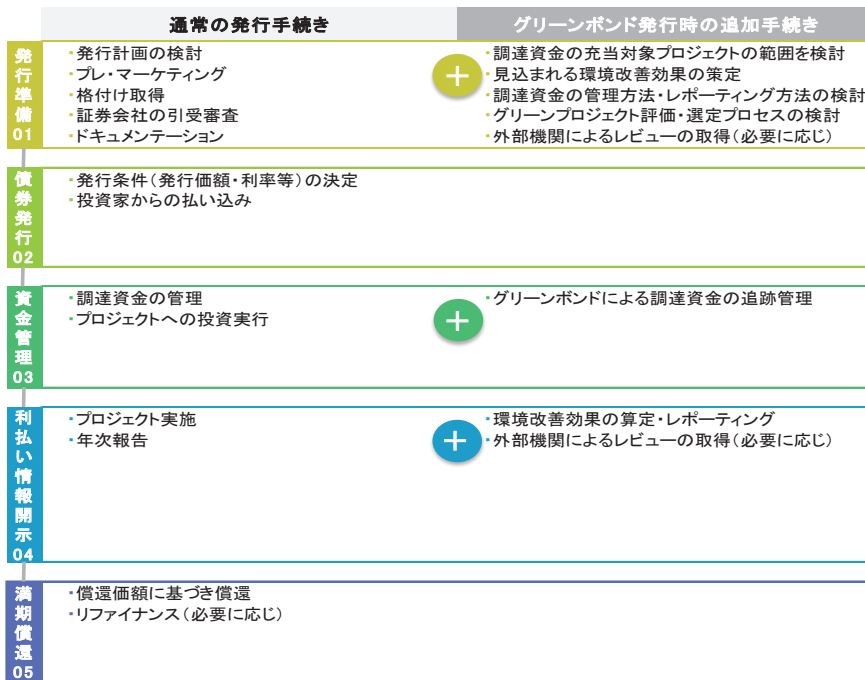 通常の発行手続き
グリーンボンド発行時の追加手続き
発行準備
01
・発行計画の検討
・プレ・マーケティング
・格付け取得
・証券会社の引受審査
・ドキュメンテーション
+
・調達資金の充当対象プロジェクトの範囲を検討
・見込まれる環境改善効果の策定
・調達資金の管理方法・レポーティング方法の検討
・グリーンプロジェクト評価・選定プロセスの検討
・外部機関によるレビューの取得(必要に応じ)
債券発行
02
・発行条件(発行価額・利率等)の決定
・投資家からの払い込み
資金管理
03
・調達資金の管理
・プロジェクトへの投資実行
+
・グリーンボンドによる調達資金の追跡管理
利払い情報開示
04
・プロジェクト実施
・年次報告
+
・環境改善効果の算定・レポーティング
・外部機関によるレビューの取得(必要に応じ)
満期償還
05
・償還価額に基づき償還
・リファイナンス(必要に応じ)